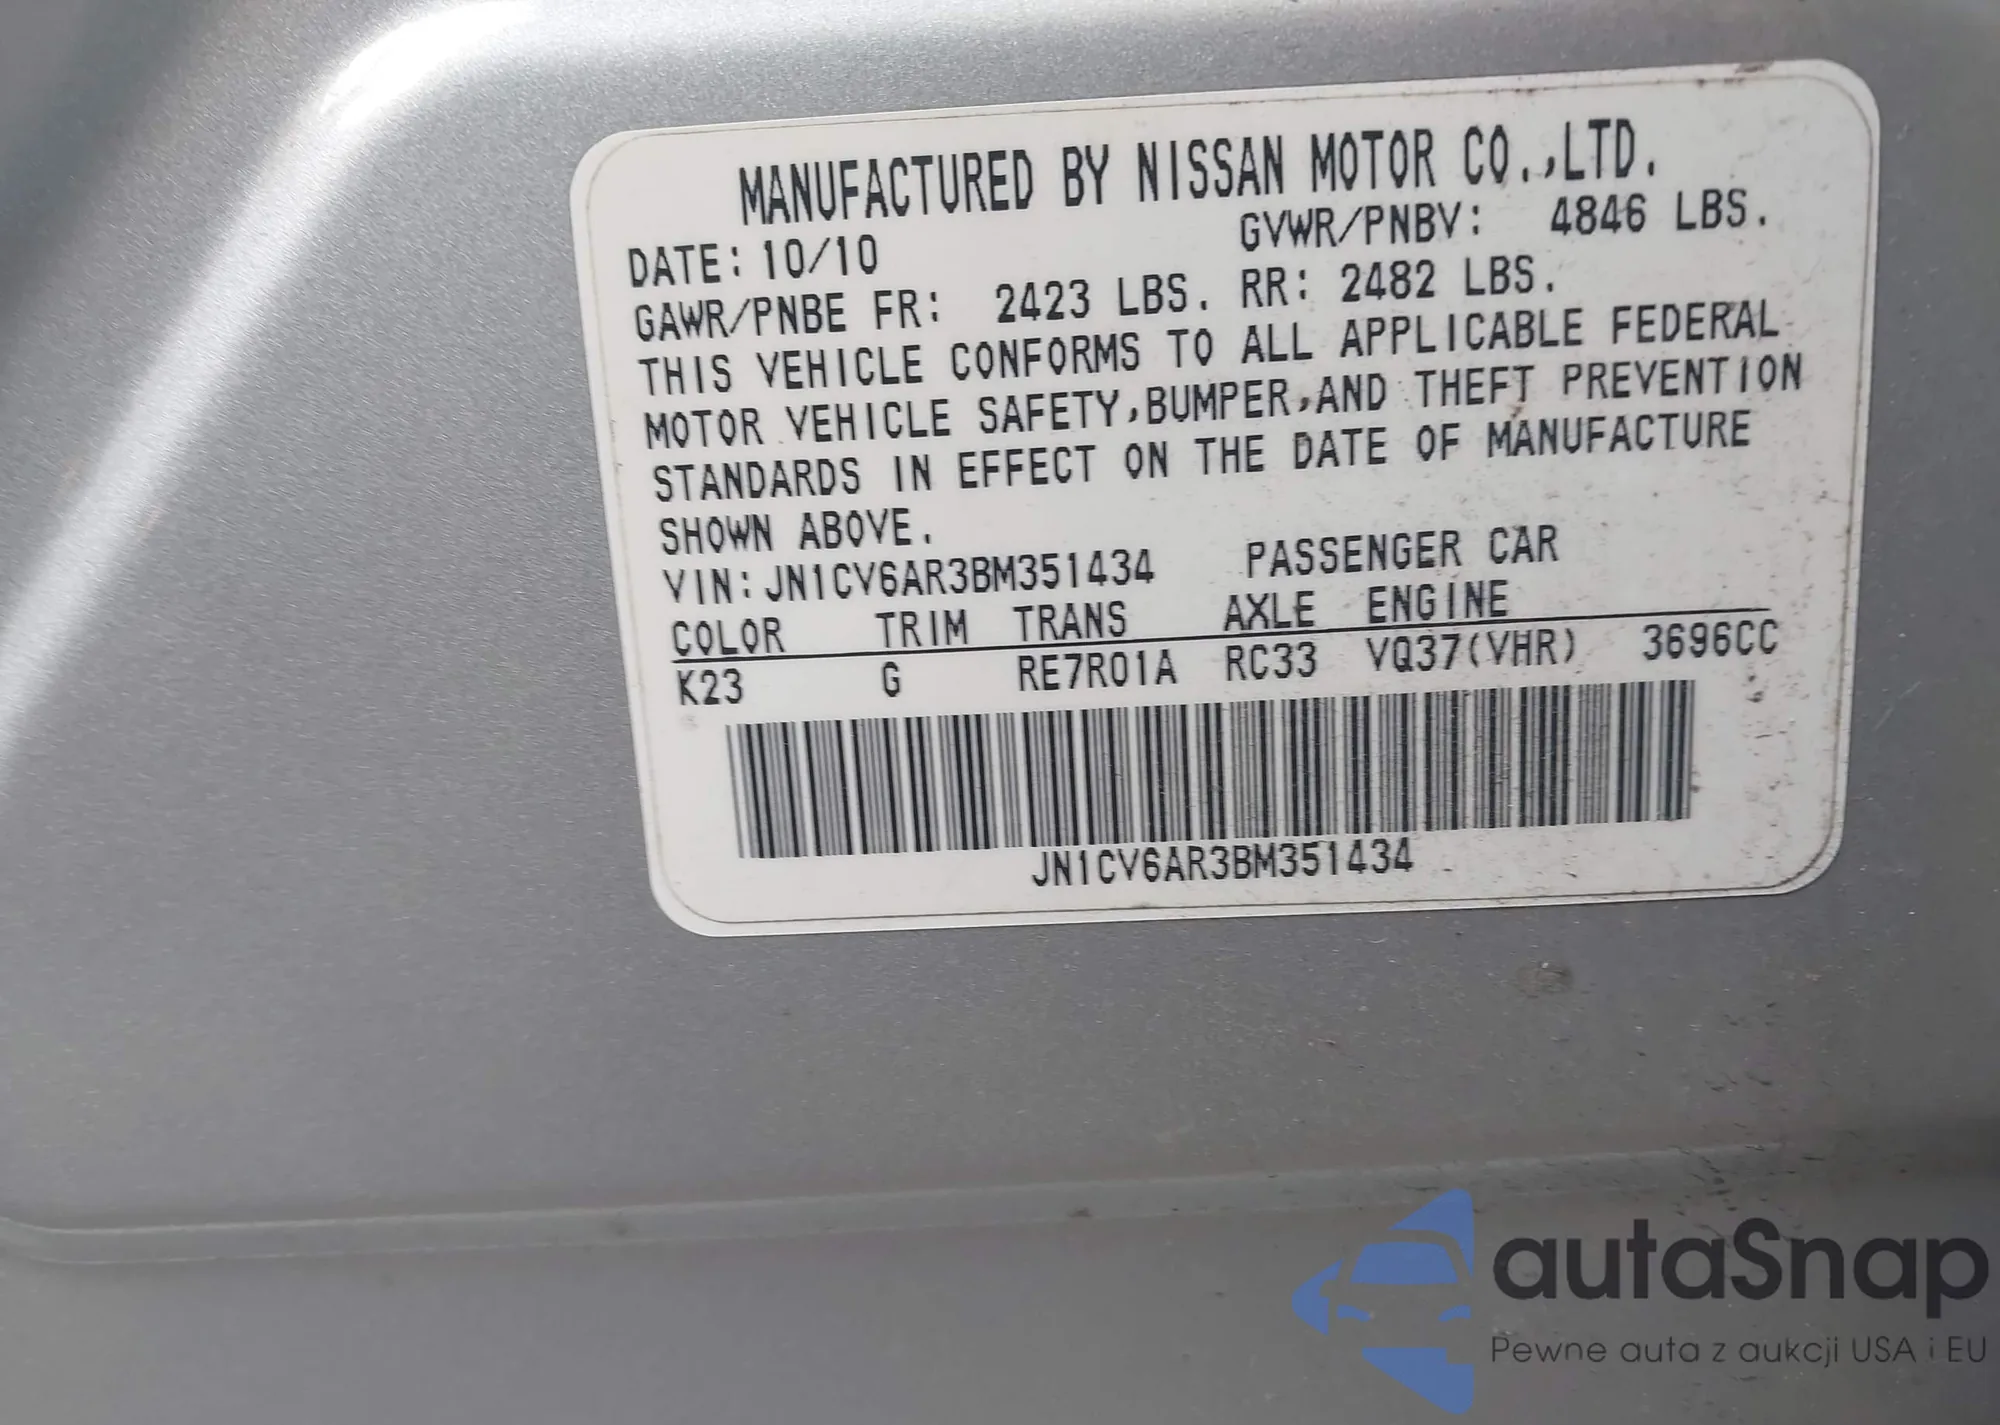 MANUFACTURED BY NISSAN MOTOR CO.,LTD.
DATE: 10/10 GVWR/PNBV: 4846 LBS.
GAWR/PNBE FR: 2423 LBS. RR: 2482 LBS.
THIS VEHICLE CONFORMS TO ALL APPLICABLE FEDERAL
MOTOR VEHICLE SAFETY,BUMPER,AND THEFT PREVENTION
STANDARDS IN EFFECT ON THE DATE OF MANUFACTURE
SHOWN ABOVE.
VIN: JN1CV6AR3BM351434 PASSENGER CAR
COLOR TRIM TRANS AXLE ENGINE
K23 G RE7R01A RC33 VQ37(VHR) 3696CC
JN1CV6AR3BM351434
autaSnap
Pewne auta z aukcji USA i EU